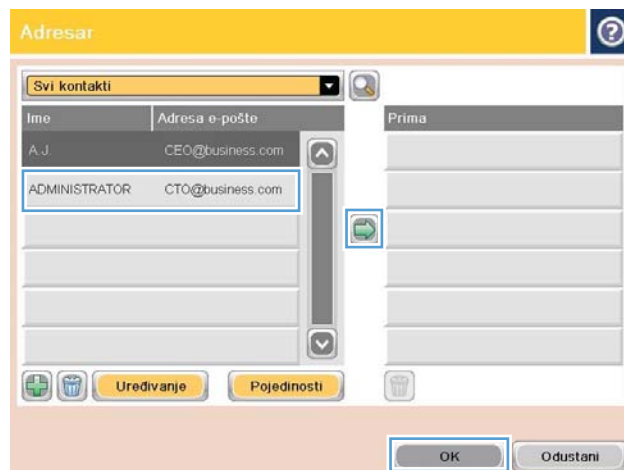 Adresar
?
Svi kontakti
Ime Adresa e-pošte Prima
A.J. CEO@business.com
ADMINISTRATOR CTO@business.com
Uređivanje Pojedinosti
OK Odustani